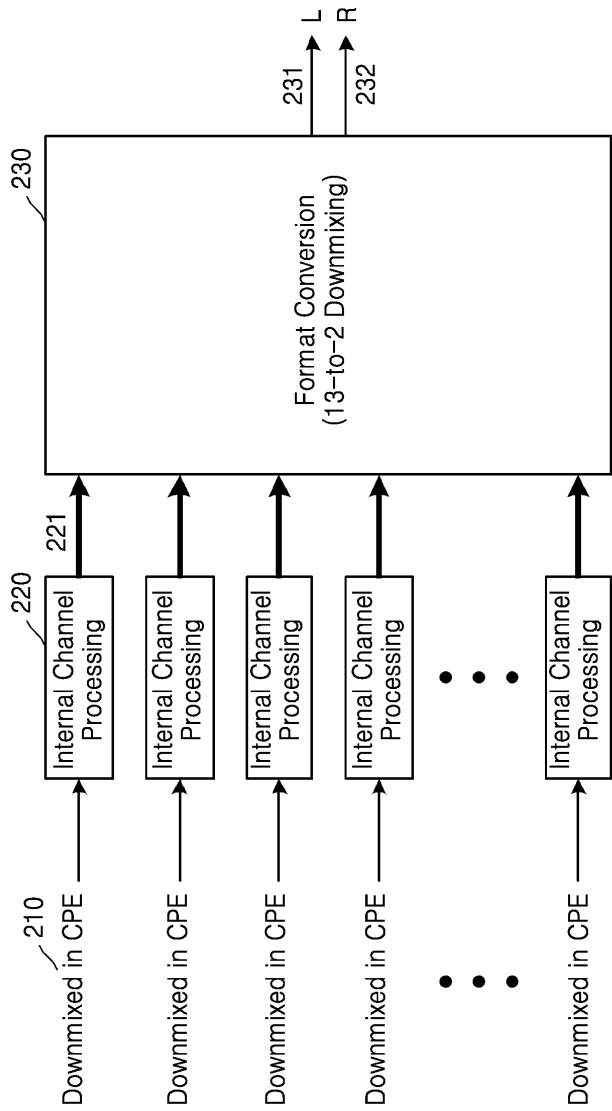 210
Downmixed in CPE
220
Internal Channel
Processing
221
Downmixed in CPE
Internal Channel
Processing
Downmixed in CPE
Internal Channel
Processing
Downmixed in CPE
Internal Channel
Processing
Downmixed in CPE
Internal Channel
Processing
230
Format Conversion
(13-to-2 Downmixing)
231
L
232
R